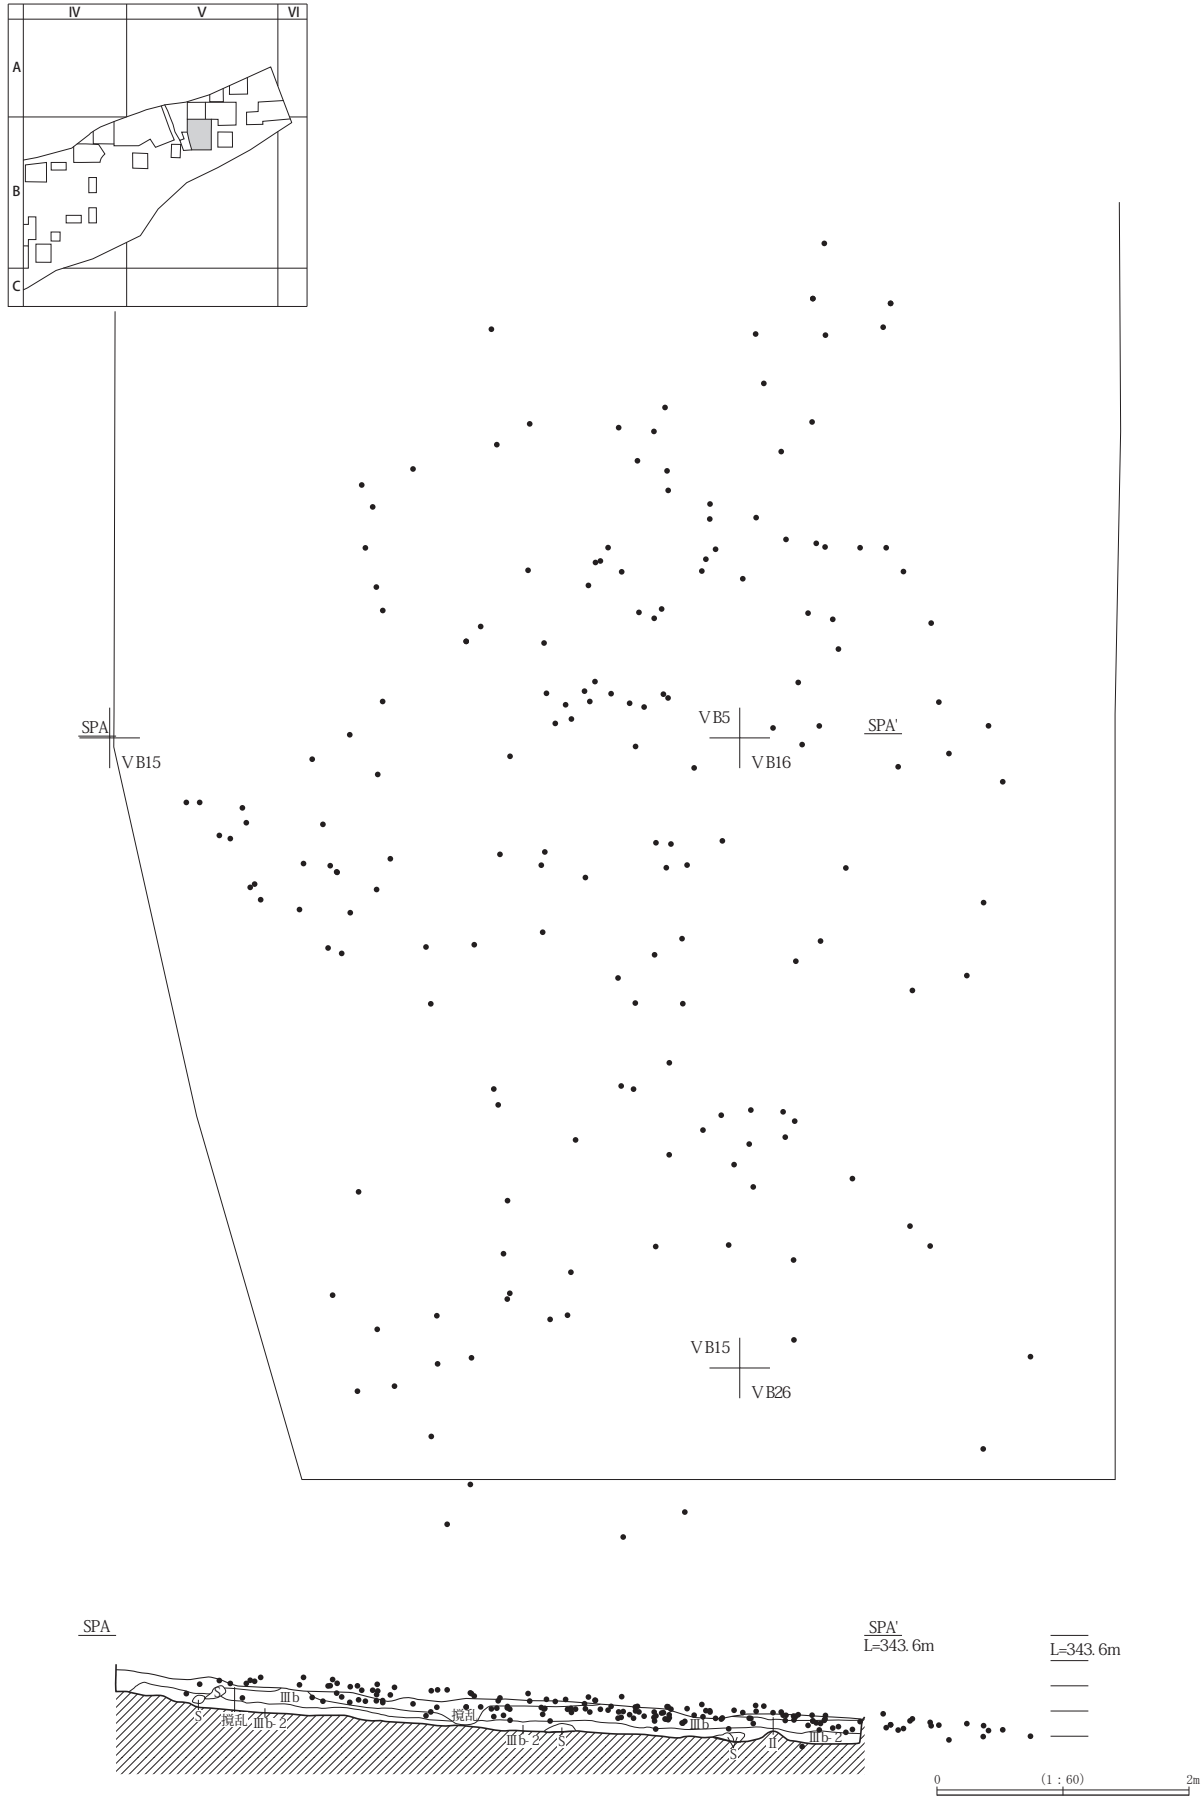 Ⅳ Ⅴ Ⅵ
A
B
C
SPA
ⅤB15
ⅤB5
ⅤB16
SPA'
ⅤB15
ⅤB26
SPA
SPA'
L=343.6m
L=343.6m
S
S
撹乱
Ⅲb
Ⅲb-2
撹乱
Ⅲb-2
S
Ⅲb
S
Ⅱ
Ⅲb-2
0 (1:60) 2m